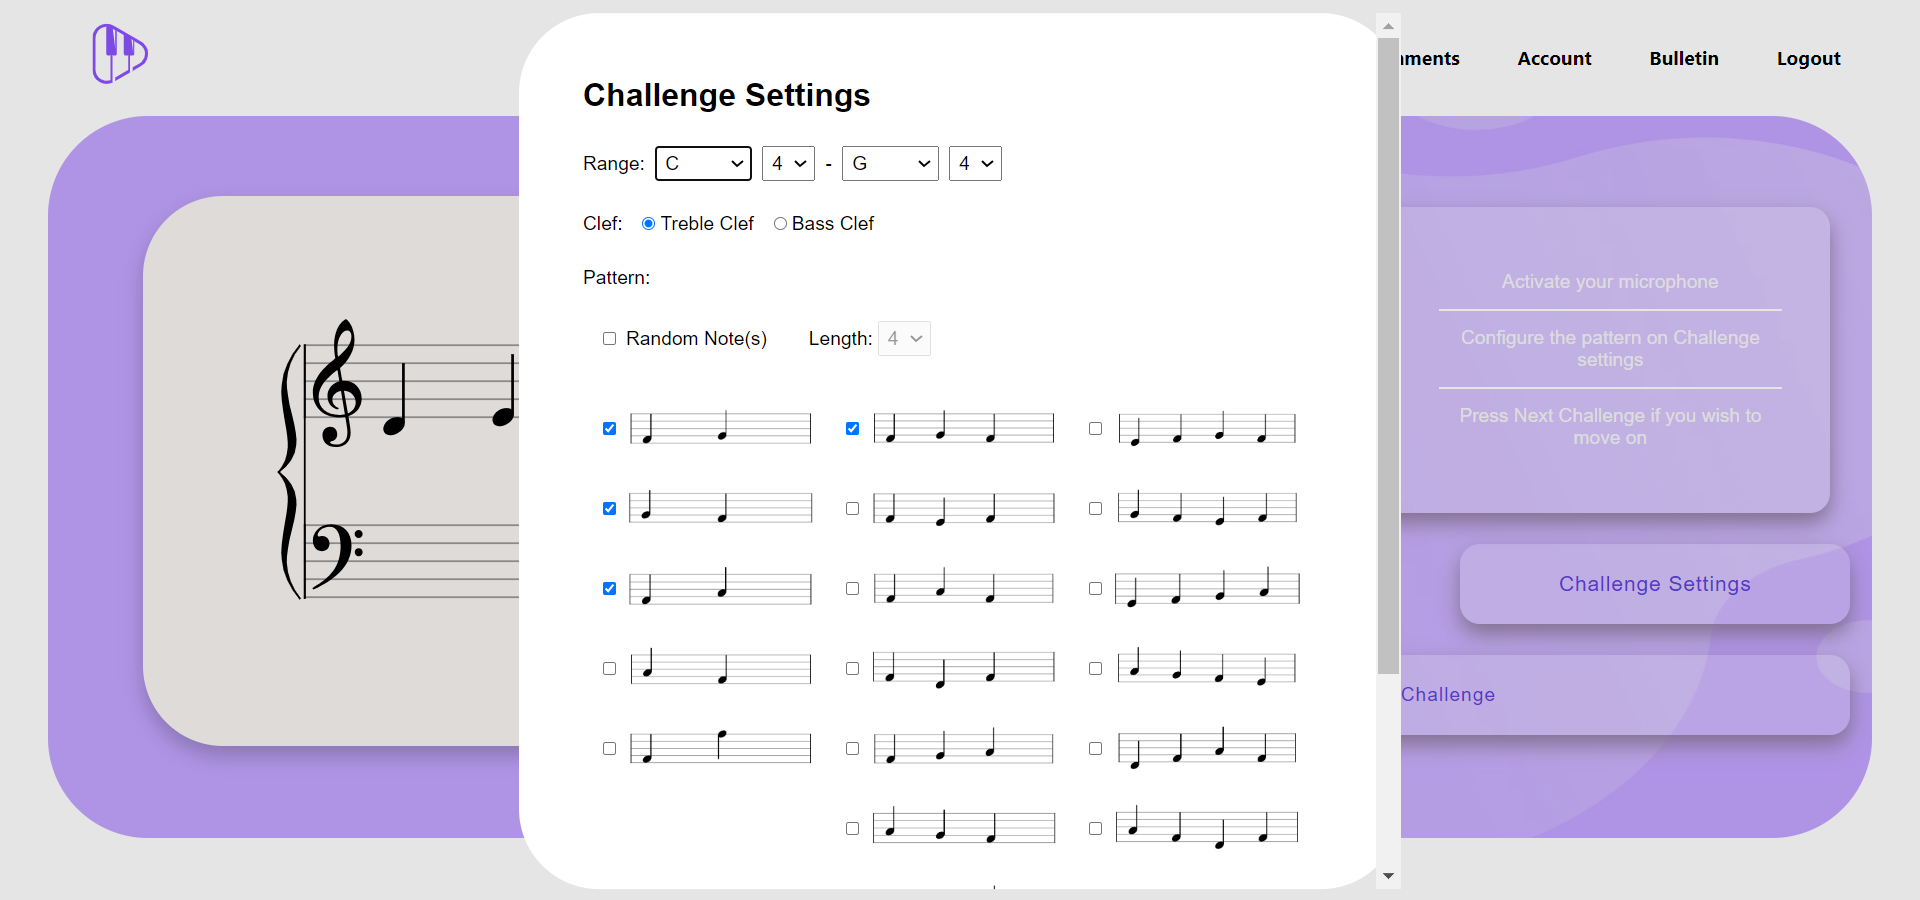 Account
Bulletin
Logout
Challenge Settings
Range: C 4 - G 4
Clef: Treble Clef Bass Clef
Pattern:
Random Note(s) Length: 4
Activate your microphone
Configure the pattern on Challenge
settings
Press Next Challenge if you wish to
move on
Challenge Settings
Challenge